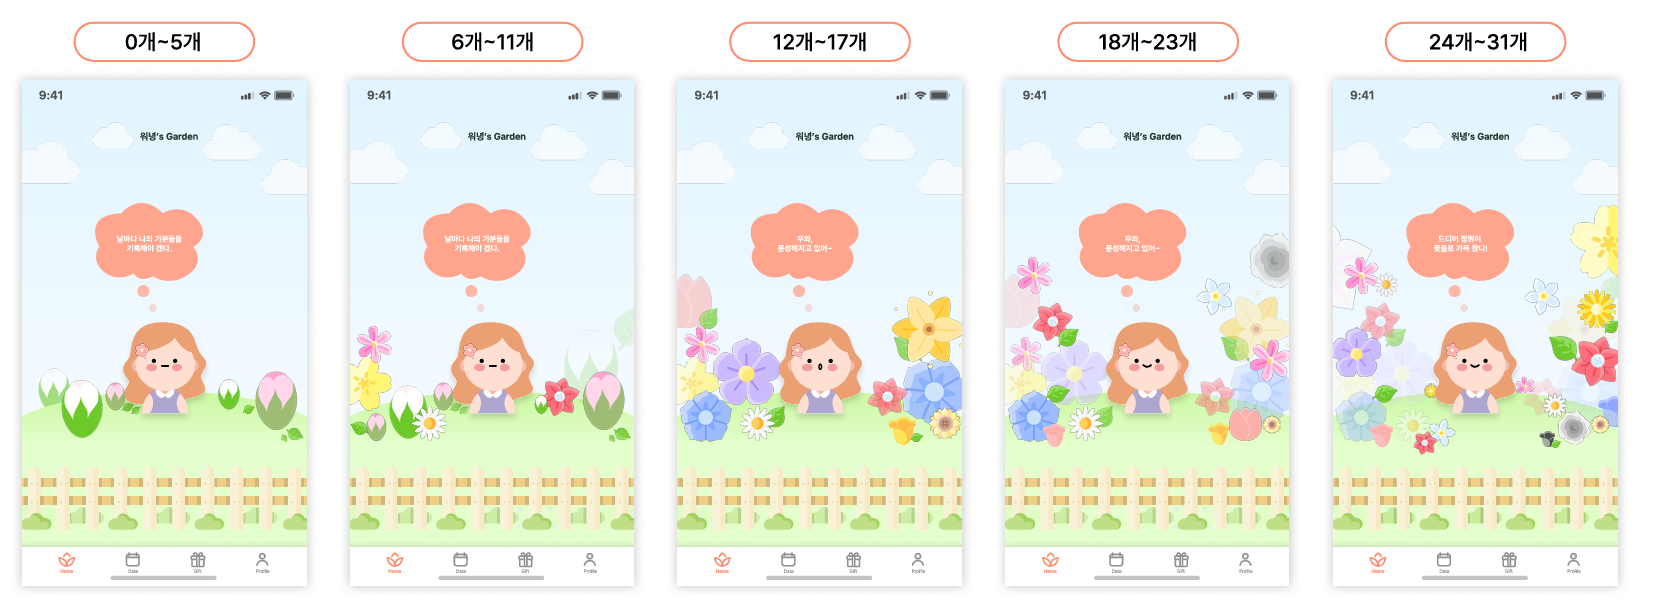 0개~5개
9:41
워녕's Garden
날마다 나의 기분들을
기록해야 겠다.
Home
Data
Gift
Profile
6개~11개
9:41
워녕's Garden
날마다 나의 기분들을
기록해야 겠다.
Home
Data
Gift
Profile
12개~17개
9:41
워녕's Garden
우와,
풍성해지고 있어~
Home
Data
Gift
Profile
18개~23개
9:41
워녕's Garden
우와,
풍성해지고 있어~
Home
Data
Gift
Profile
24개~31개
9:41
워녕's Garden
드디어 정원이
꽃들로 가득 찼다!
Home
Data
Gift
Profile